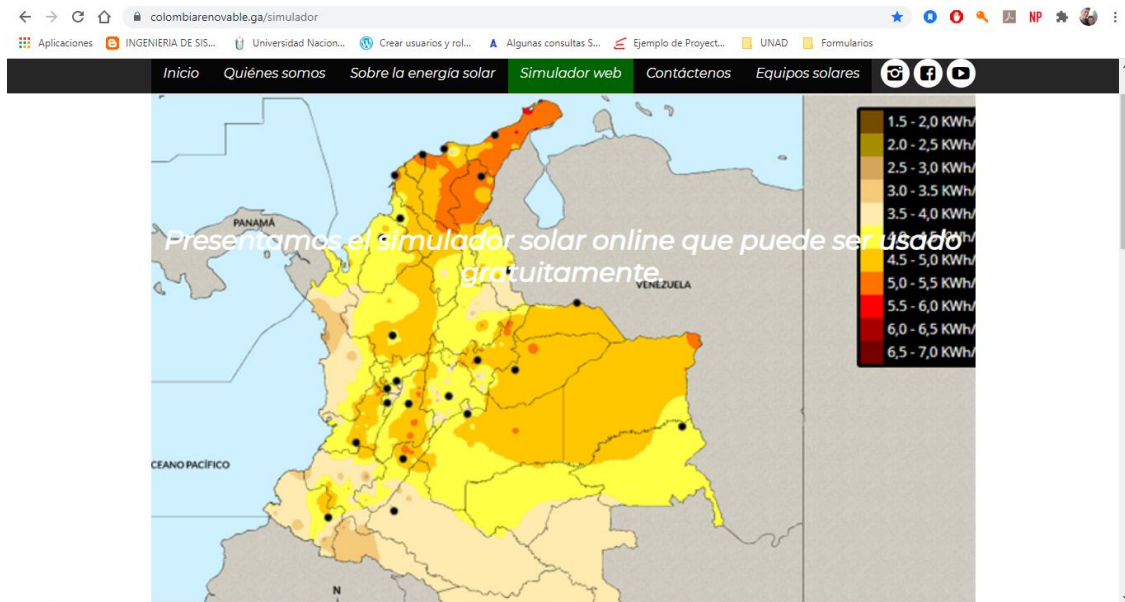 colombiarenovable.ga/simulador
Aplicaciones INGENIERIA DE SIS... Universidad Nacion... Crear usuarios y rol... Algunas consultas S... Ejemplo de Proyect... UNAD Formularios
Inicio Quiénes somos Sobre la energía solar Simulador web Contáctenos Equipos solares
1.5 - 2,0 KWh/
2.0 - 2,5 KWh/
2.5 - 3,0 KWh/
3.0 - 3.5 KWh/
3.5 - 4,0 KWh/
PANAMÁ
Presentamos el simulador solar online que puede ser usado
gratuitamente.
4.5 - 5,0 KWh/
5,0 - 5,5 KWh/
VENEZUELA
5.5 - 6,0 KWh/
6,0 - 6,5 KWh/
6,5 - 7,0 KWh/
CEANO PACÍFICO
N